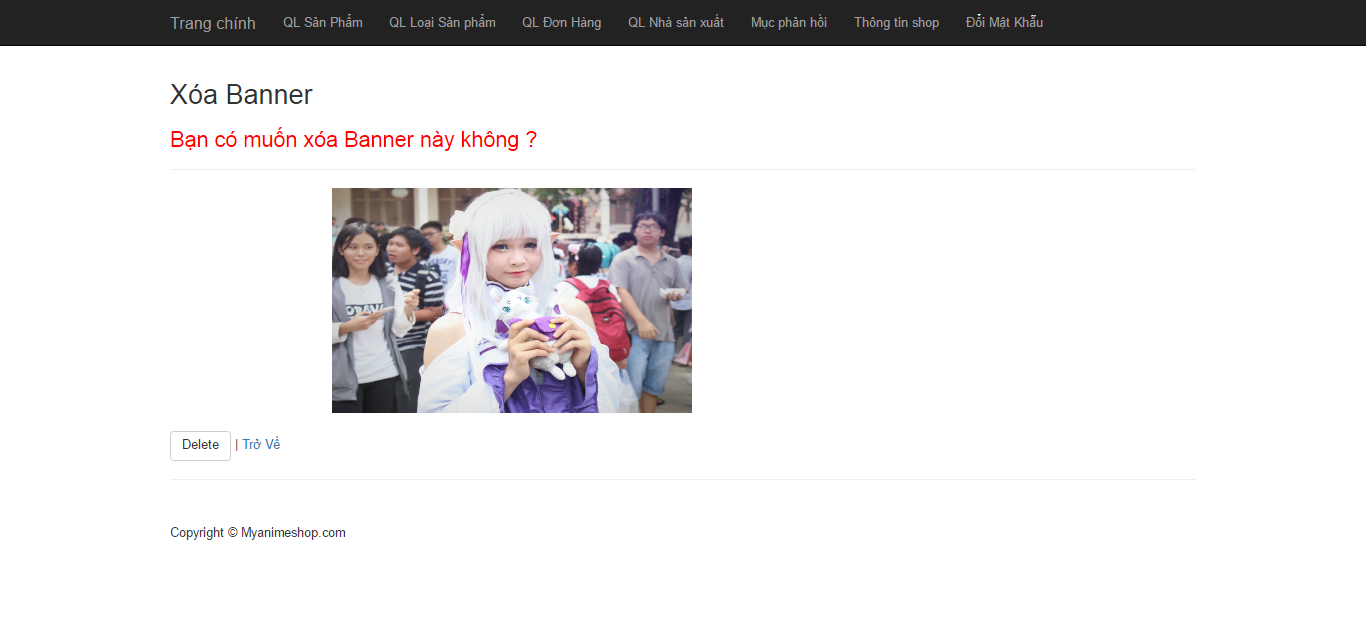 Trang chính QL Sản Phẩm QL Loại Sản phẩm QL Đơn Hàng QL Nhà sản xuất Mục phản hồi Thông tin shop Đổi Mật Khẩu
Xóa Banner
Bạn có muốn xóa Banner này không ?
Delete | Trở Về
Copyright © Myanimeshop.com